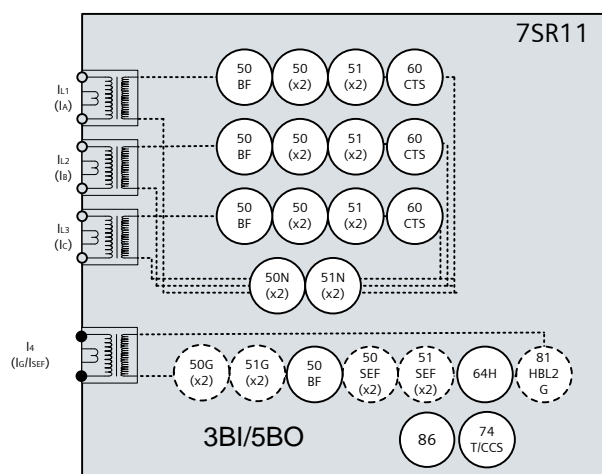 7SR11
IL1
(IA)
50
BF
50
(x2)
51
(x2)
60
CTS
IL2
(IB)
50
BF
50
(x2)
51
(x2)
60
CTS
IL3
(IC)
50
BF
50
(x2)
51
(x2)
60
CTS
50N
(x2)
51N
(x2)
I4
(IG/ISEF)
50G
(x2)
51G
(x2)
50
BF
50
SEF
(x2)
51
SEF
(x2)
64H
81
HBL2
G
3BI/5BO
86
74
T/CCS